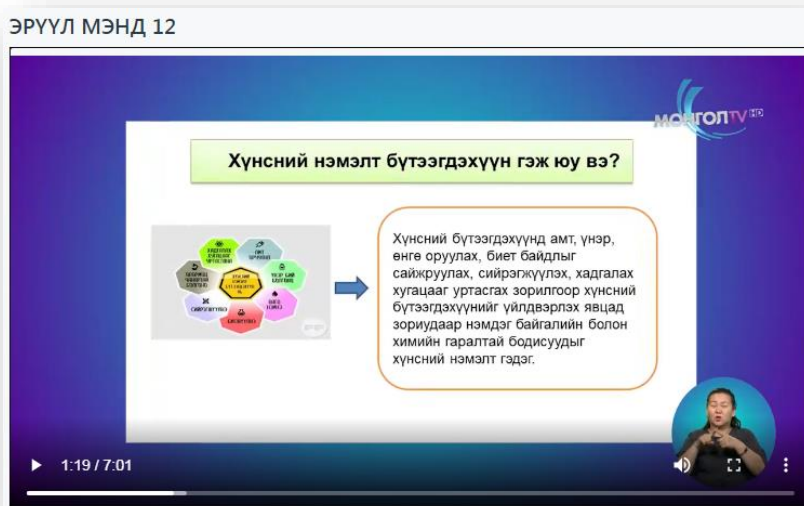 ЭРҮҮЛ МЭНД 12
МОНГОЛ TV HD
Хүнсний нэмэлт бүтээгдэхүүн гэж юу вэ?
Хүнсний бүтээгдэхүүнд амт, үнэр,
өнгө оруулах, биет байдлыг
сайжруулах, сийрэгжүүлэх, хадгалах
хугацааг уртасгах зорилгоор хүнсний
бүтээгдэхүүнийг үйлдвэрлэх явцад
зориудаар нэмдэг байгалийн болон
химийн гаралтай бодисуудыг
хүнсний нэмэлт гэдэг.
1:19 / 7:01